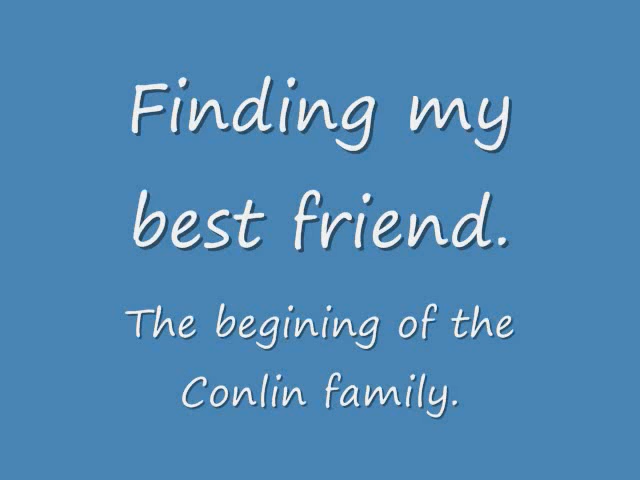 Finding my
best friend.
The begining of the
Conlin family.